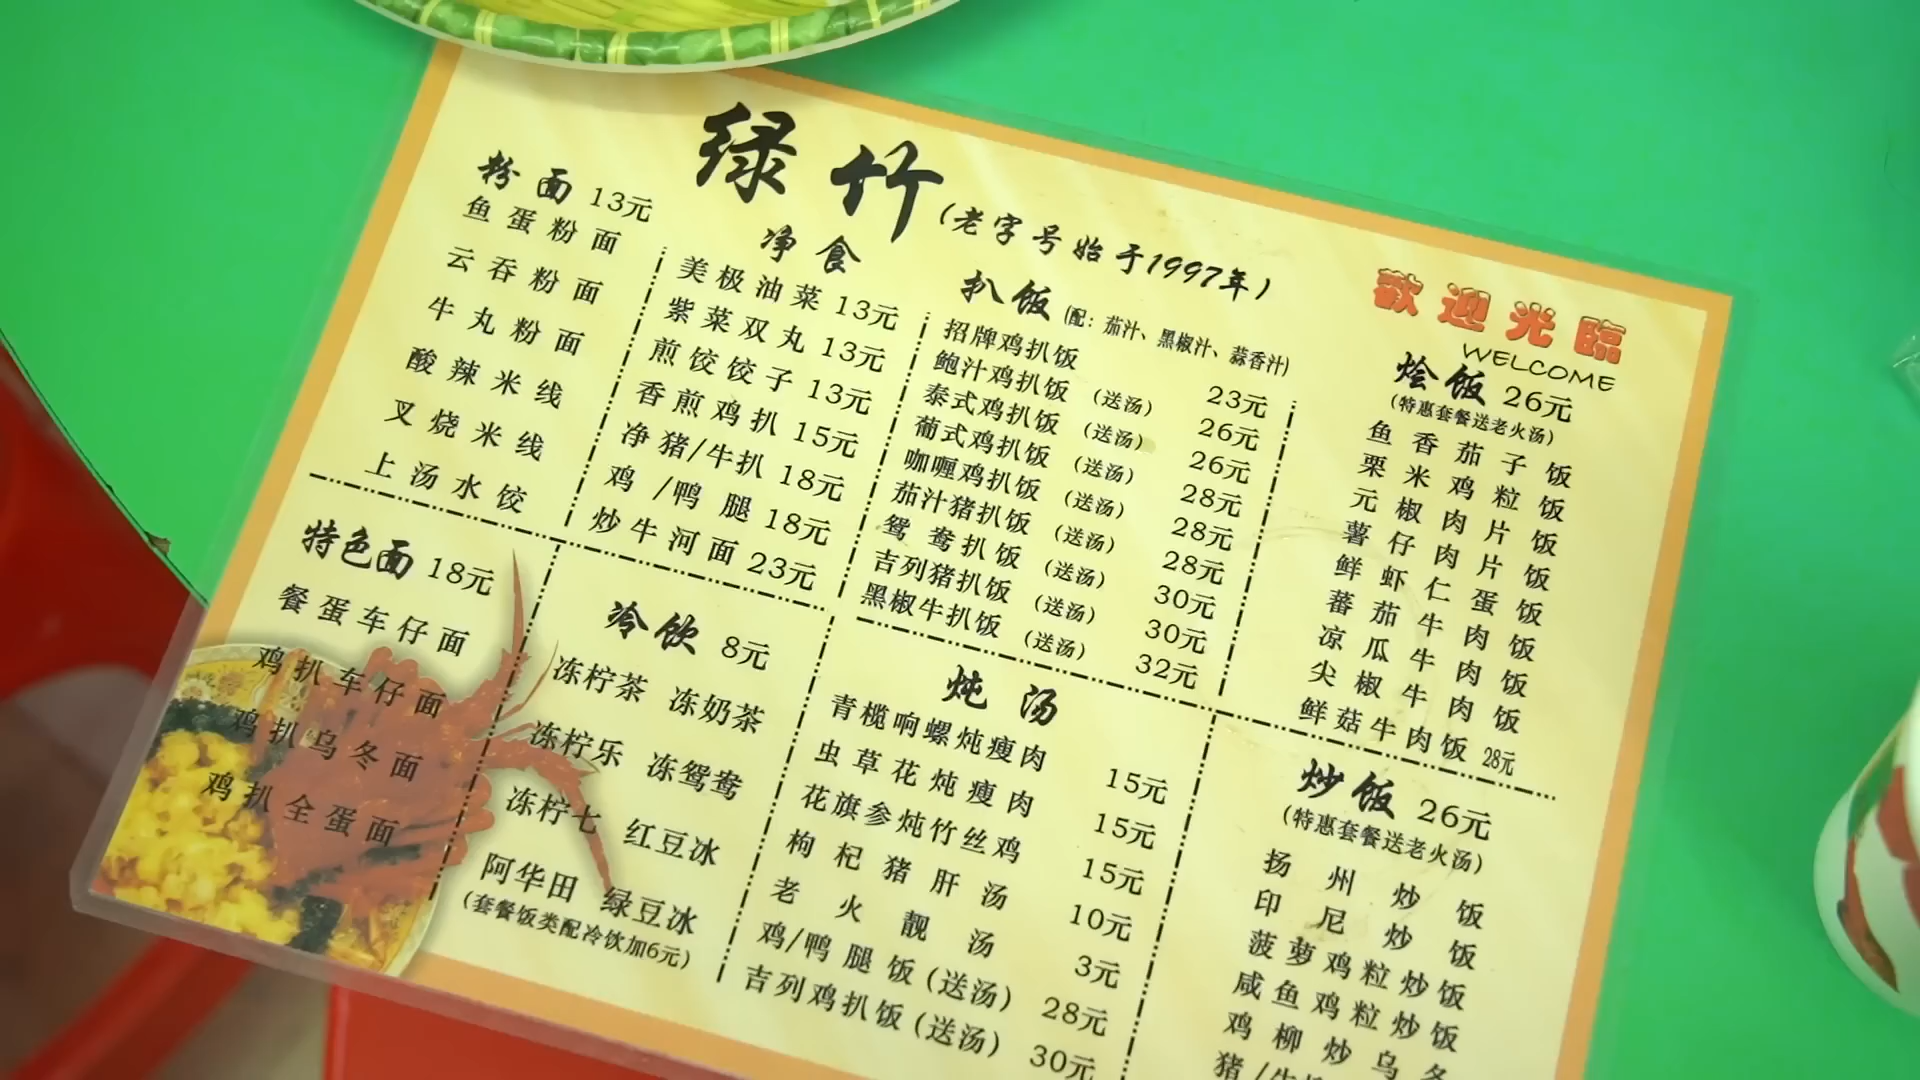 绿竹(老字号始于1997年)
歡迎光臨
WELCOME
粉面 13元
鱼蛋粉面
云吞粉面
牛丸粉面
酸辣米线
叉烧米线
上汤水饺
净食
美极油菜 13元
紫菜双丸 13元
煎饺饺子 13元
香煎鸡扒 15元
净猪/牛扒 18元
鸡/鸭腿 18元
炒牛河面 23元
扒饭(配：茄汁、黑椒汁、蒜香汁)
招牌鸡扒饭 23元
鲍汁鸡扒饭 (送汤) 26元
泰式鸡扒饭 (送汤) 26元
葡式鸡扒饭 (送汤) 28元
咖喱鸡扒饭 (送汤) 28元
茄汁猪扒饭 (送汤) 28元
鸳鸯扒饭 (送汤) 30元
吉列猪扒饭 (送汤) 30元
黑椒牛扒饭 (送汤) 32元
烩饭 26元
(特惠套餐送老火汤)
鱼香茄子饭
粟米鸡粒饭
元椒肉片饭
薯仔肉片饭
鲜虾仁蛋饭
蕃茄牛肉饭
凉瓜牛肉饭
尖椒牛肉饭
鲜菇牛肉饭 28元
特色面 18元
餐蛋车仔面
鸡扒车仔面
鸡扒乌冬面
鸡扒全蛋面
冷饮 8元
冻柠茶 冻奶茶
冻柠乐 冻鸳鸯
冻柠七 红豆冰
阿华田 绿豆冰
(套餐饭类配冷饮加6元)
炖汤
青榄响螺炖瘦肉 15元
虫草花炖瘦肉 15元
花旗参炖竹丝鸡 15元
枸杞猪肝汤 10元
老火靓汤 3元
鸡/鸭腿饭(送汤) 28元
吉列鸡扒饭(送汤) 30元
炒饭 26元
(特惠套餐送老火汤)
扬州炒饭
印尼炒饭
菠萝鸡粒炒饭
咸鱼鸡粒炒饭
鸡柳炒乌冬
猪/牛